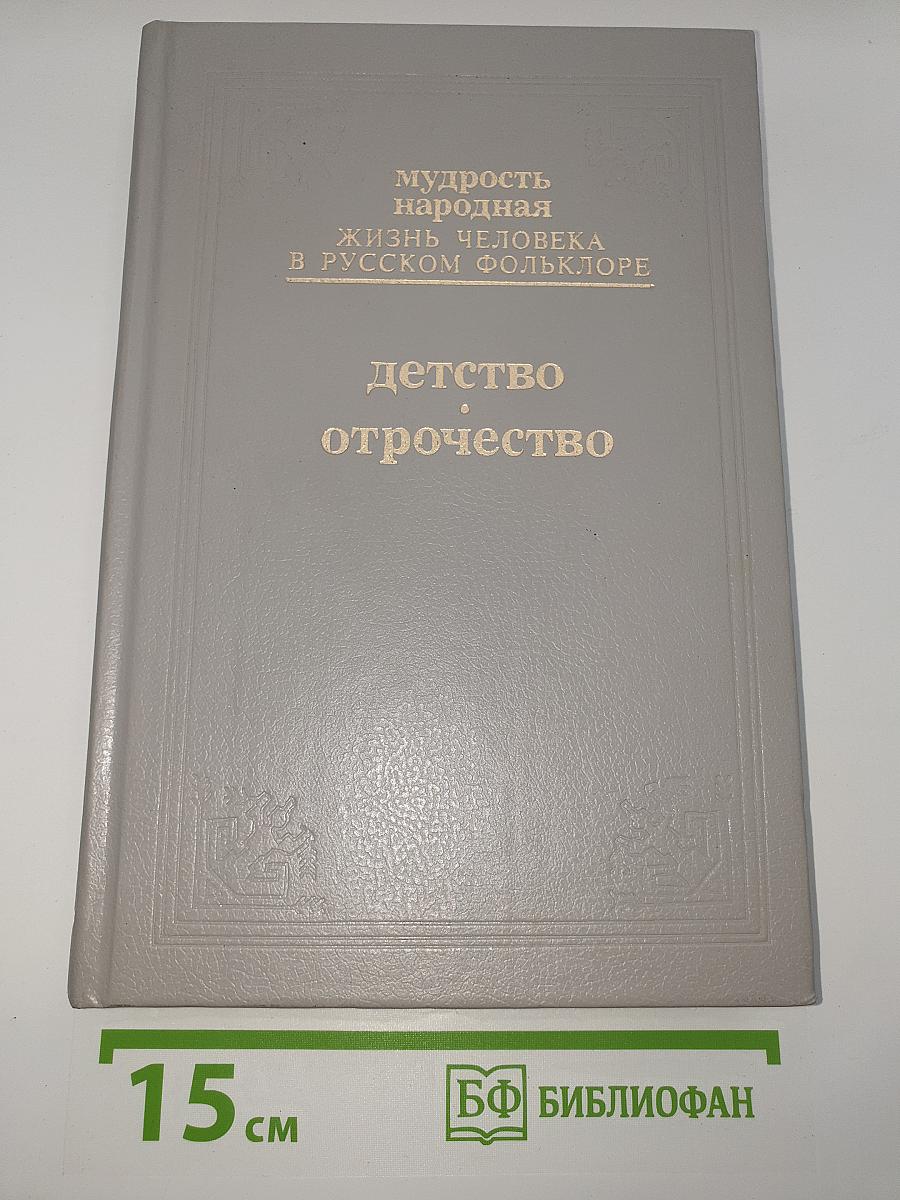 мудрость
народная
ЖИЗНЬ ЧЕЛОВЕКА
В РУССКОМ ФОЛЬКЛОРЕ
детство
·
отрочество
15 см
БФ БИБЛИОФАН